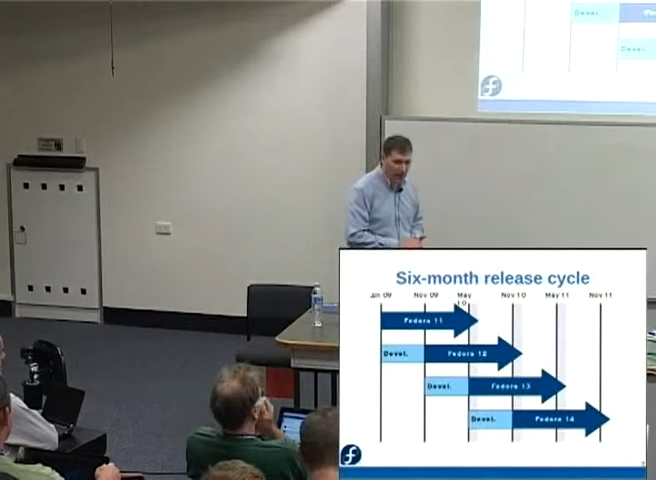 Devel.
Devel.
Six-month release cycle
Jun 09 Nov 09 May 10 Nov 10 May 11 Nov 11
Fedora 11
Devel. Fedora 12
Devel. Fedora 13
Devel. Fedora 14